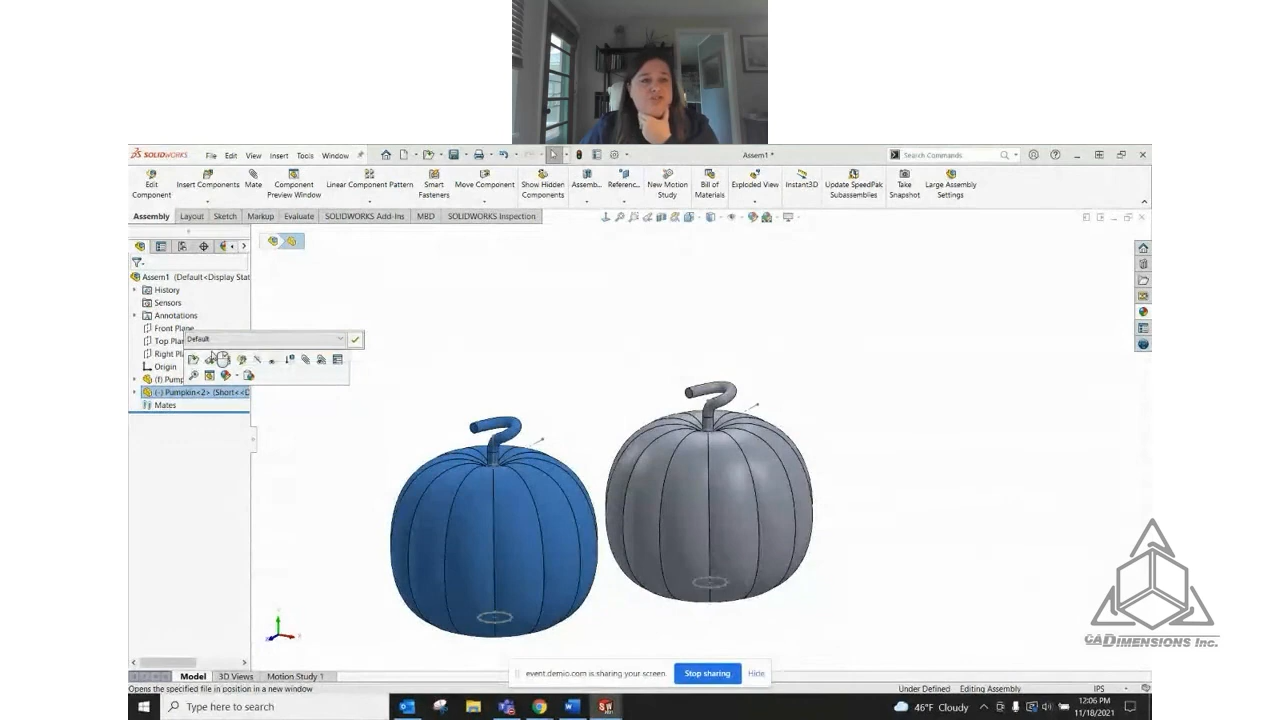 SOLIDWORKS File Edit View Insert Tools Window Assem1 * Search Commands
Edit Component Insert Components Mate Component Preview Window Linear Component Pattern Smart Fasteners Move Component Show Hidden Components Assemb... Referenc... New Motion Study Bill of Materials Exploded View Instant3D Update SpeedPak Subassemblies Take Snapshot Large Assembly Settings
Assembly Layout Sketch Markup Evaluate SOLIDWORKS Add-Ins MBD SOLIDWORKS Inspection
Assem1 (Default<Display Stat
History
Sensors
Annotations
Front Plane
Default
Top Plan
Right Pl
Origin
(f) Pump
(-) Pumpkin<2> (Short<<D
Mates
CADIMENSIONS Inc.
event.demio.com is sharing your screen. Stop sharing Hide
Model 3D Views Motion Study 1
Opens the specified file in position in a new window Under Defined Editing Assembly IPS
Type here to search 46°F Cloudy 12:06 PM
11/18/2021